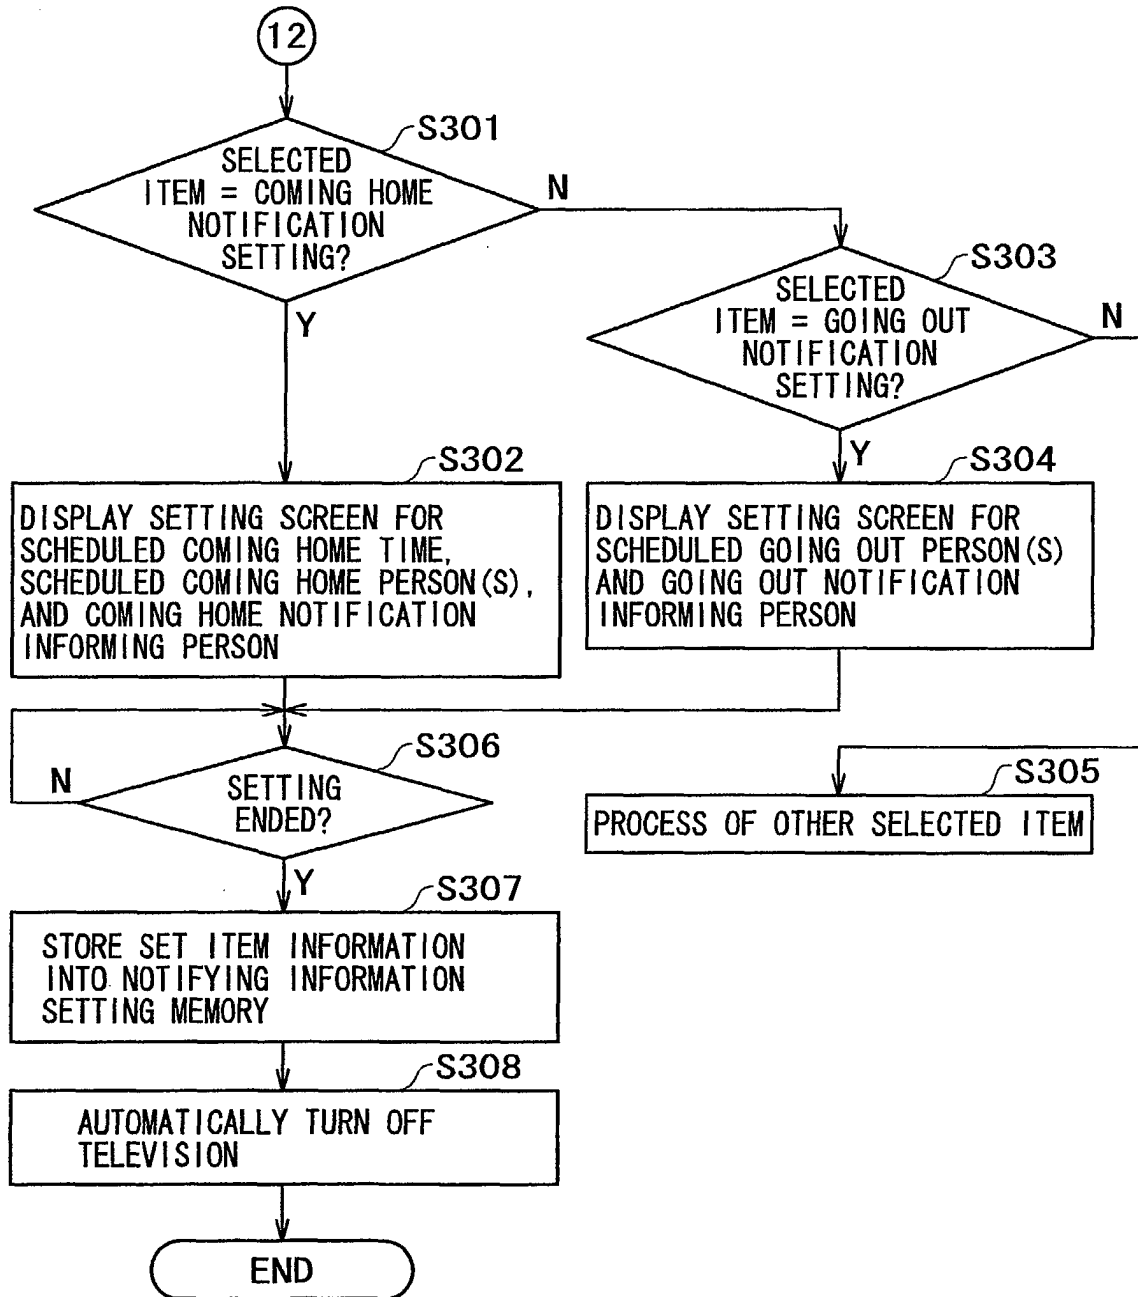 12
S301
SELECTED
ITEM = COMING HOME
NOTIFICATION
SETTING?
N
Y
S303
SELECTED
ITEM = GOING OUT
NOTIFICATION
SETTING?
N
Y
S302
DISPLAY SETTING SCREEN FOR
SCHEDULED COMING HOME TIME,
SCHEDULED COMING HOME PERSON(S),
AND COMING HOME NOTIFICATION
INFORMING PERSON
S304
DISPLAY SETTING SCREEN FOR
SCHEDULED GOING OUT PERSON(S)
AND GOING OUT NOTIFICATION
INFORMING PERSON
S306
SETTING
ENDED?
N
Y
S305
PROCESS OF OTHER SELECTED ITEM
S307
STORE SET ITEM INFORMATION
INTO NOTIFYING INFORMATION
SETTING MEMORY
S308
AUTOMATICALLY TURN OFF
TELEVISION
END